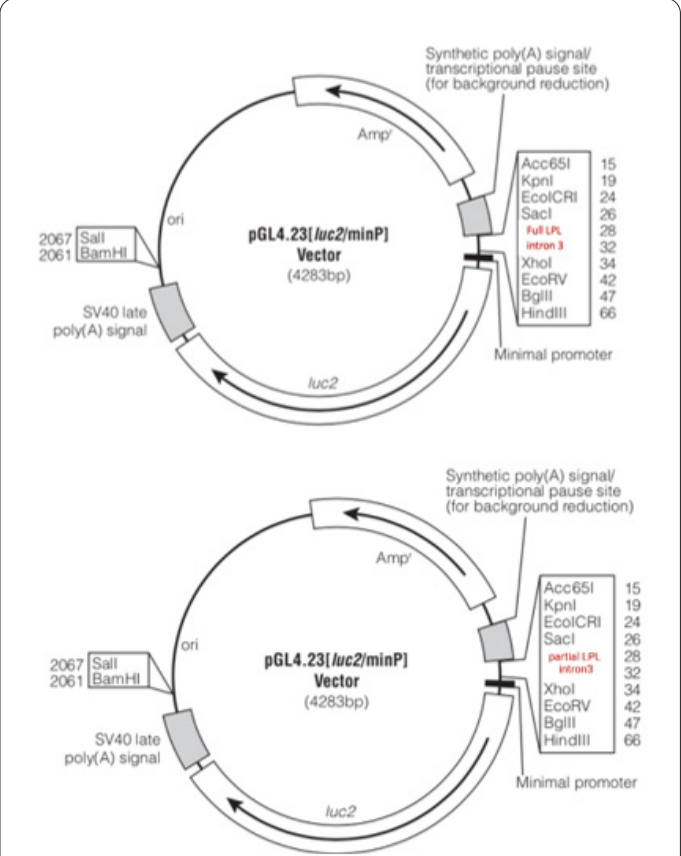 Synthetic poly(A) signal/
transcriptional pause site
(for background reduction)
Ampʳ
Acc65I 15
KpnI 19
EcoICRI 24
SacI 26
Full LPL 28
intron 3 32
XhoI 34
EcoRV 42
BglII 47
HindIII 66
ori
pGL4.23[luc2/minP]
Vector
(4283bp)
2067 SalI
2061 BamHI
SV40 late
poly(A) signal
Minimal promoter
luc2
Synthetic poly(A) signal/
transcriptional pause site
(for background reduction)
Ampʳ
Acc65I 15
KpnI 19
EcoICRI 24
SacI 26
partial LPL 28
intron3 32
XhoI 34
EcoRV 42
BglII 47
HindIII 66
ori
pGL4.23[luc2/minP]
Vector
(4283bp)
2067 SalI
2061 BamHI
SV40 late
poly(A) signal
Minimal promoter
luc2